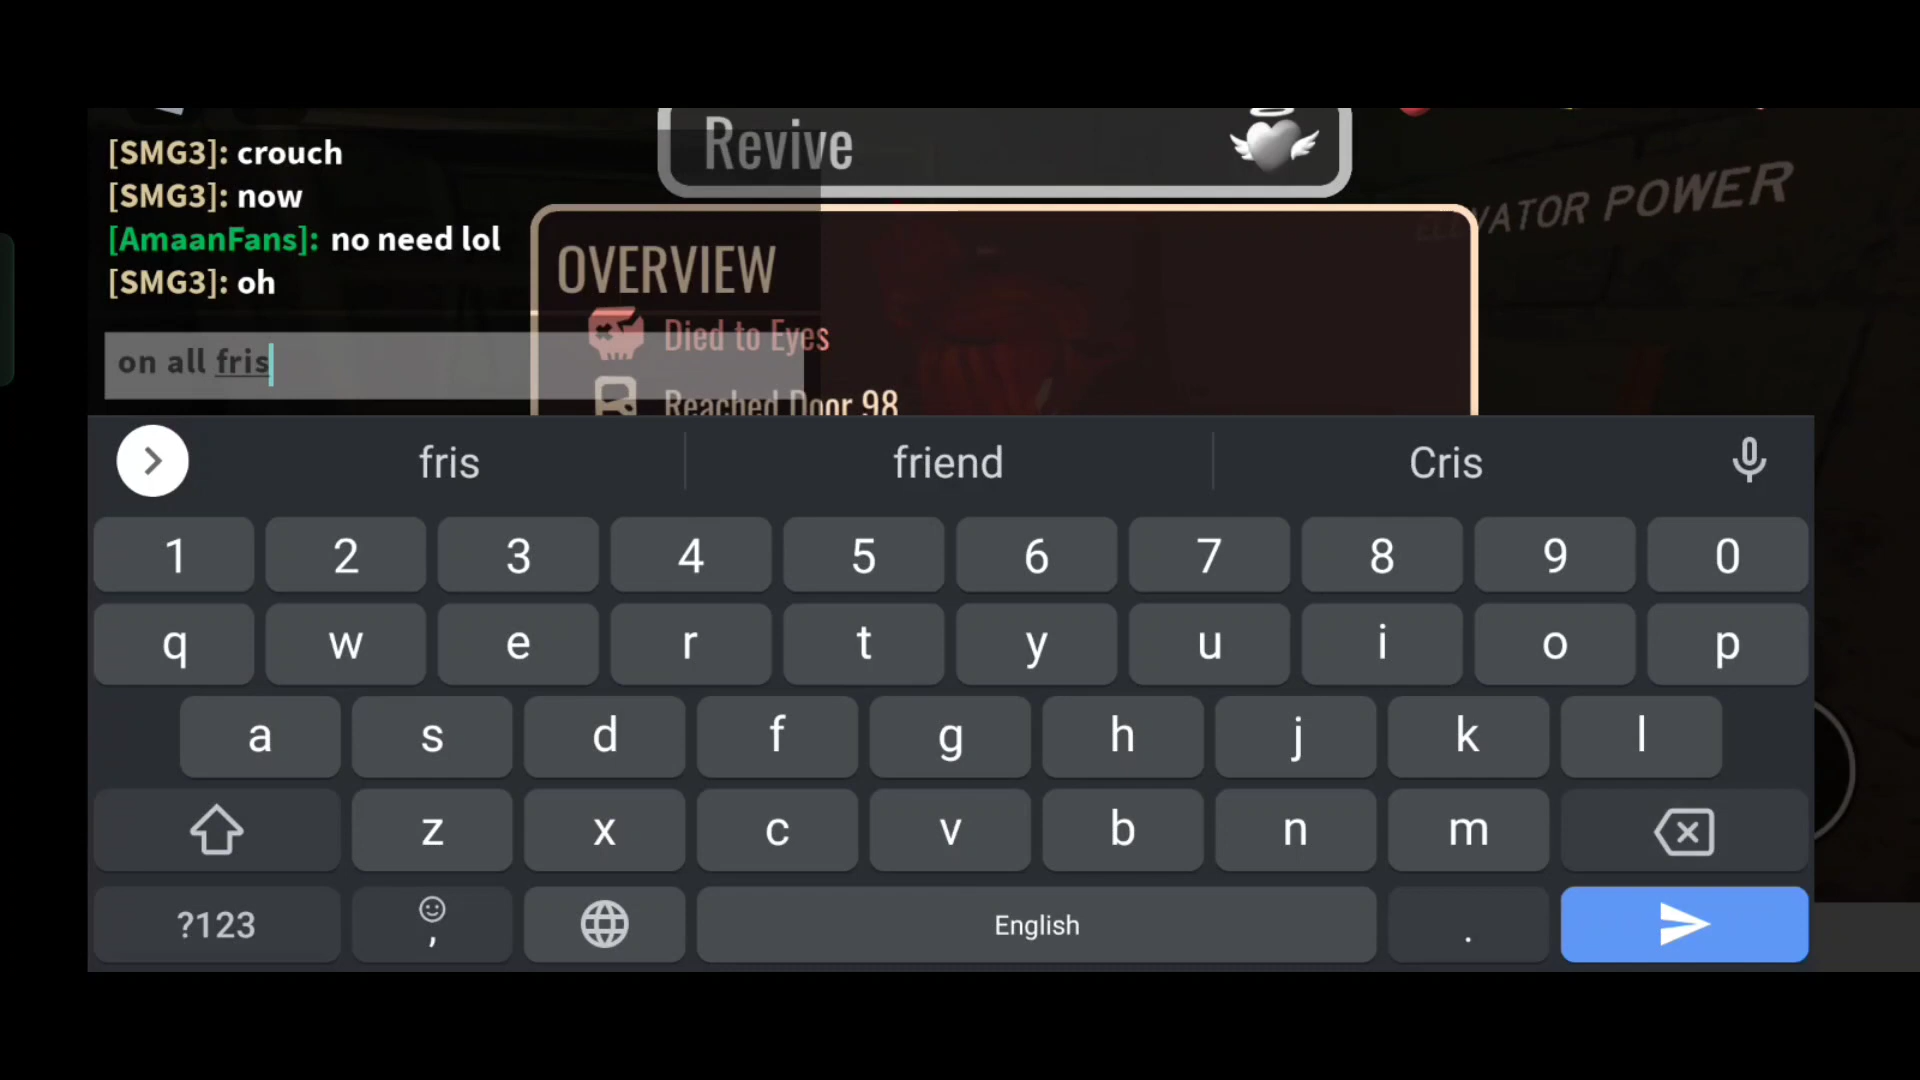 Revive
[SMG3]: crouch
[SMG3]: now
[AmaanFans]: no need lol
[SMG3]: oh
ELEVATOR POWER
OVERVIEW
Died to Eyes
Reached Door 98
on all fris
fris friend Cris
1 2 3 4 5 6 7 8 9 0
q w e r t y u i o p
a s d f g h j k l
z x c v b n m
?123 , English .